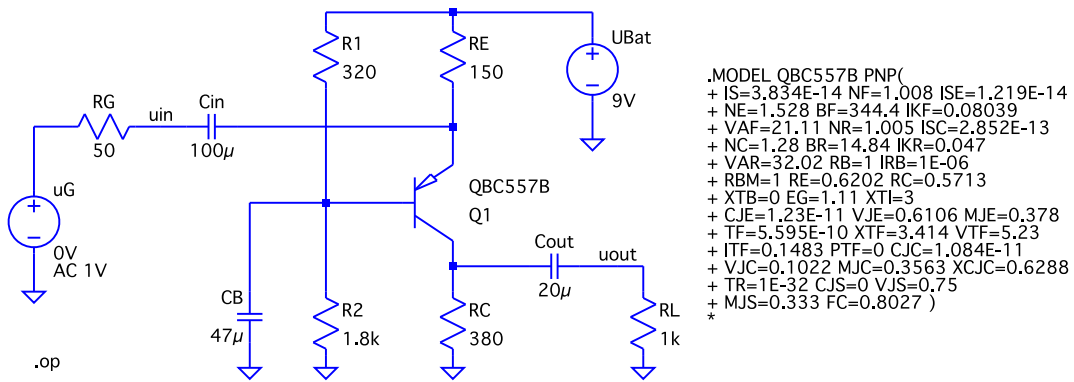 R1
320
RE
150
UBat
9V
RG
50
uin
Cin
100µ
uG
0V
AC 1V
QBC557B
Q1
Cout
20µ
uout
CB
47µ
R2
1.8k
RC
380
RL
1k
.op
.MODEL QBC557B PNP(
+ IS=3.834E-14 NF=1.008 ISE=1.219E-14
+ NE=1.528 BF=344.4 IKF=0.08039
+ VAF=21.11 NR=1.005 ISC=2.852E-13
+ NC=1.28 BR=14.84 IKR=0.047
+ VAR=32.02 RB=1 IRB=1E-06
+ RBM=1 RE=0.6202 RC=0.5713
+ XTB=0 EG=1.11 XTI=3
+ CJE=1.23E-11 VJE=0.6106 MJE=0.378
+ TF=5.595E-10 XTF=3.414 VTF=5.23
+ ITF=0.1483 PTF=0 CJC=1.084E-11
+ VJC=0.1022 MJC=0.3563 XCJC=0.6288
+ TR=1E-32 CJS=0 VJS=0.75
+ MJS=0.333 FC=0.8027 )
*